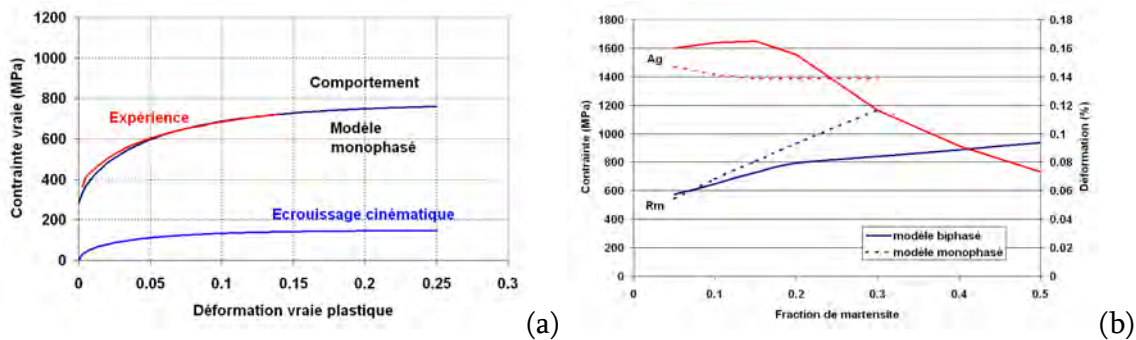 1200
1000
800
600
400
200
0
Contrainte vraie (MPa)
Expérience
Comportement
Modèle
monophasé
Ecrouissage cinématique
0 0.05 0.1 0.15 0.2 0.25 0.3
Déformation vraie plastique
(a)
1800
1600
1400
1200
1000
800
600
400
200
0
Contrainte (MPa)
Ag
Rm
modèle biphasé
modèle monophasé
0.18
0.16
0.14
0.12
0.1
0.08
0.06
0.04
0.02
0
Déformation (%)
0 0.1 0.2 0.3 0.4 0.5
Fraction de martensite
(b)